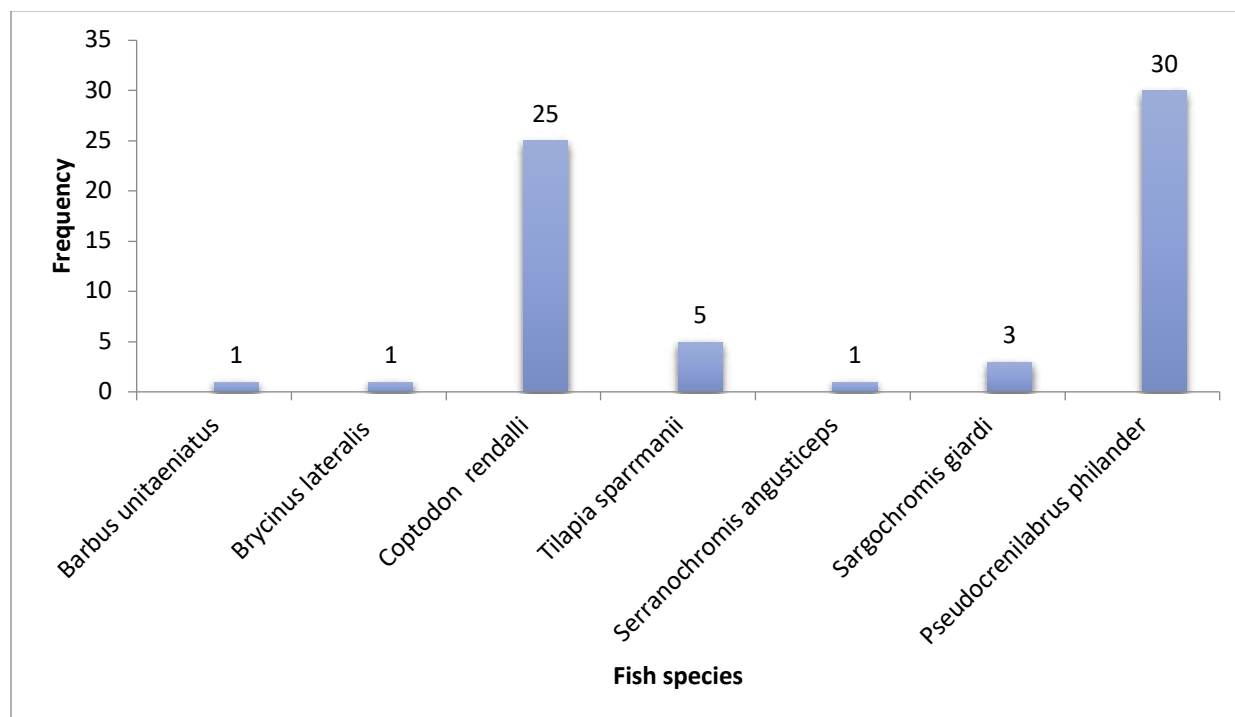 35
30
25
20
15
10
5
0
Frequency
1
1
25
5
1
3
30
Barbus unitaeniatus
Brycinus lateralis
Coptodon  rendalli
Tilapia sparrmanii
Serranochromis angusticeps
Sargochromis giardi
Pseudocrenilabrus philander
Fish species